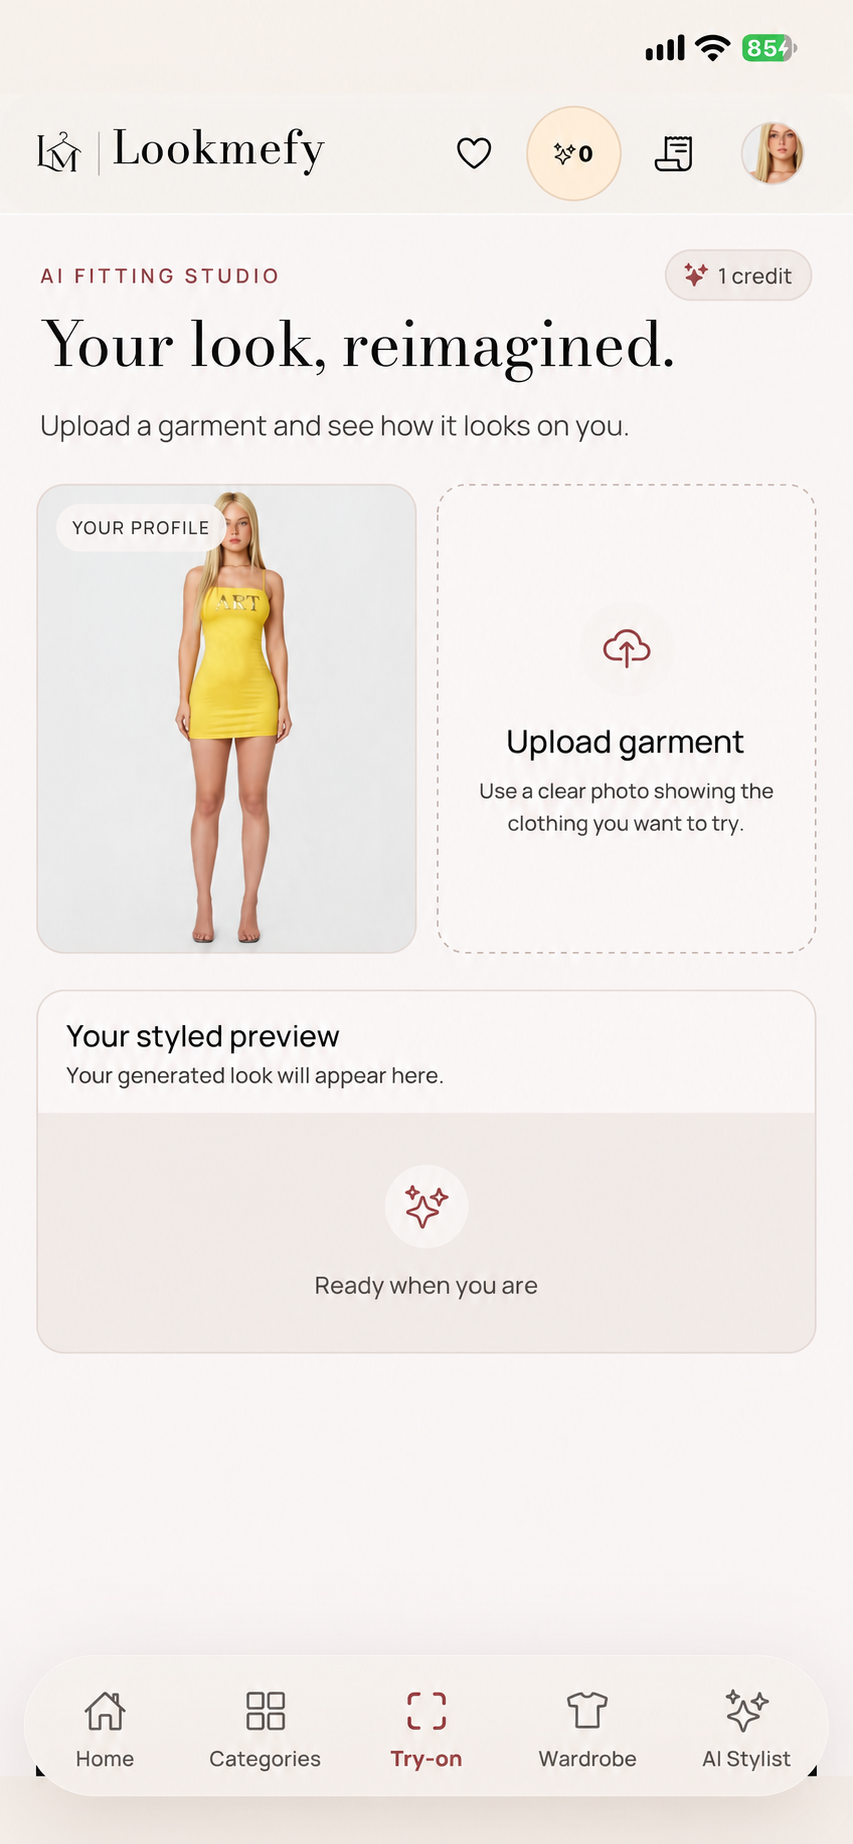 85
LM | Lookmefy
0
AI FITTING STUDIO
1 credit
Your look, reimagined.
Upload a garment and see how it looks on you.
YOUR PROFILE
ART
Upload garment
Use a clear photo showing the
clothing you want to try.
Your styled preview
Your generated look will appear here.
Ready when you are
Home
Categories
Try-on
Wardrobe
AI Stylist